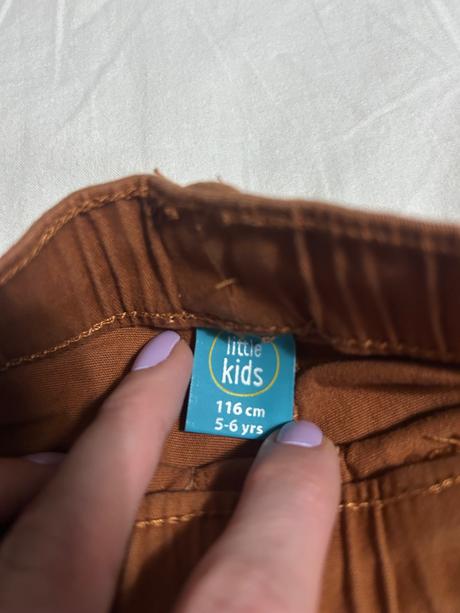 little
kids
116 cm
5-6 yrs